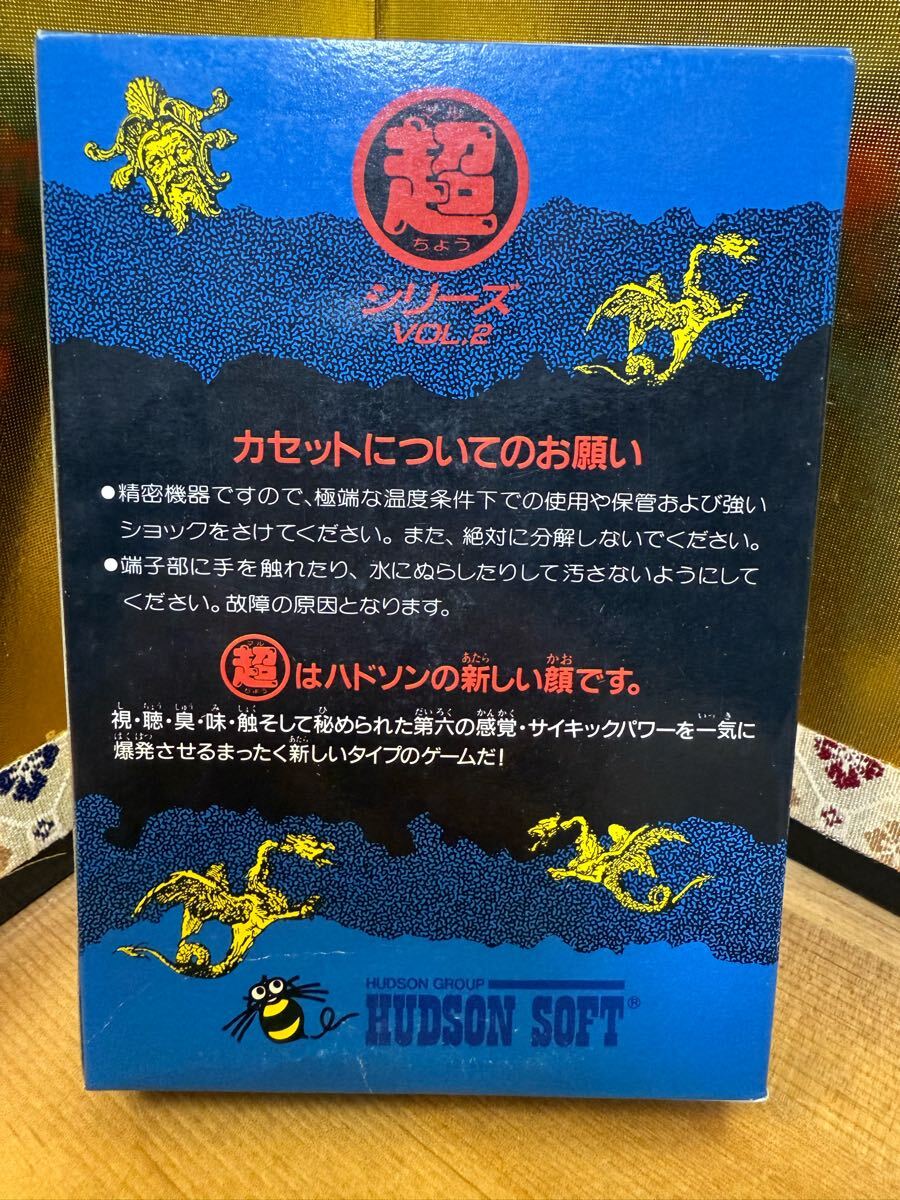 マル
超
ちょう
シリーズ
VOL.2
カセットについてのお願い
●精密機器ですので、極端な温度条件下での使用や保管および強い
ショックをさけてください。また、絶対に分解しないでください。
●端子部に手を触れたり、水にぬらしたりして汚さないようにして
ください。故障の原因となります。
超はハドソンの新しい顔です。
視・聴・臭・味・触そして秘められた第六の感覚・サイキックパワーを一気に
爆発させるまったく新しいタイプのゲームだ!
HUDSON GROUP
HUDSON SOFT®